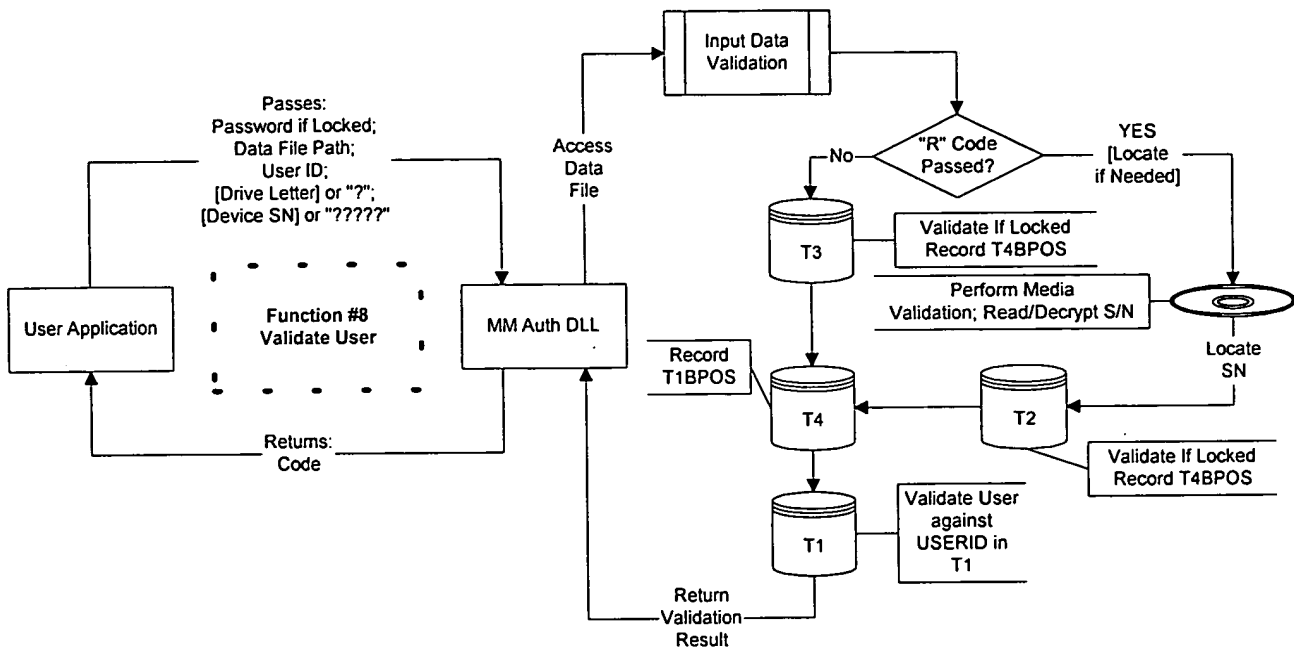 Input Data
Validation
Passes:
Password if Locked;
Data File Path;
User ID;
[Drive Letter] or "?";
[Device SN] or "?????"
Access
Data
File
"R" Code
Passed?
No
YES
[Locate
if Needed]
T3
Validate If Locked
Record T4BPOS
Perform Media
Validation; Read/Decrypt S/N
User Application
Function #8
Validate User
MM Auth DLL
Locate
SN
Record
T1BPOS
T4
T2
Validate If Locked
Record T4BPOS
Returns:
Code
T1
Validate User
against
USERID in
T1
Return
Validation
Result